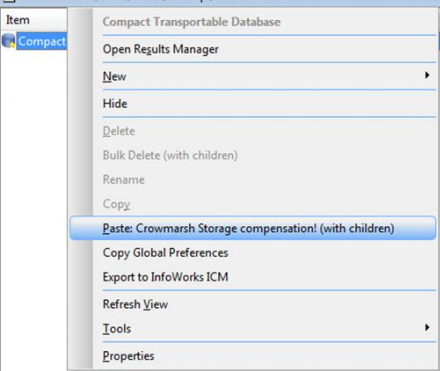 Item
Compact
Compact Transportable Database
Open Results Manager
New
Hide
Delete
Bulk Delete (with children)
Rename
Copy
Paste: Crowmarsh Storage compensation! (with children)
Copy Global Preferences
Export to InfoWorks ICM
Refresh View
Tools
Properties